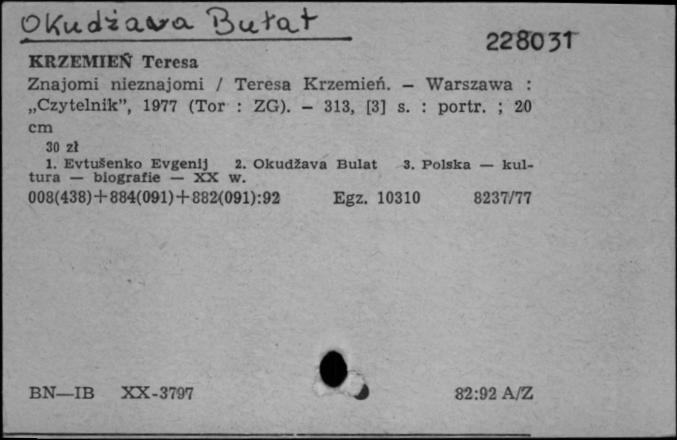 Okudżawa Bułat
228031
KRZEMIEŃ Teresa
Znajomi nieznajomi / Teresa Krzemień. — Warszawa :
„Czytelnik”, 1977 (Tor : ZG). — 313, [3] s. : portr. ; 20
cm
30 zł
1. Evtušenko Evgenij 2. Okudžava Bulat 3. Polska — kul-
tura — biografie — XX w.
008(438)+884(091)+882(091):92 Egz. 10310 8237/77
BN—IB XX-3797 82:92 A/Z